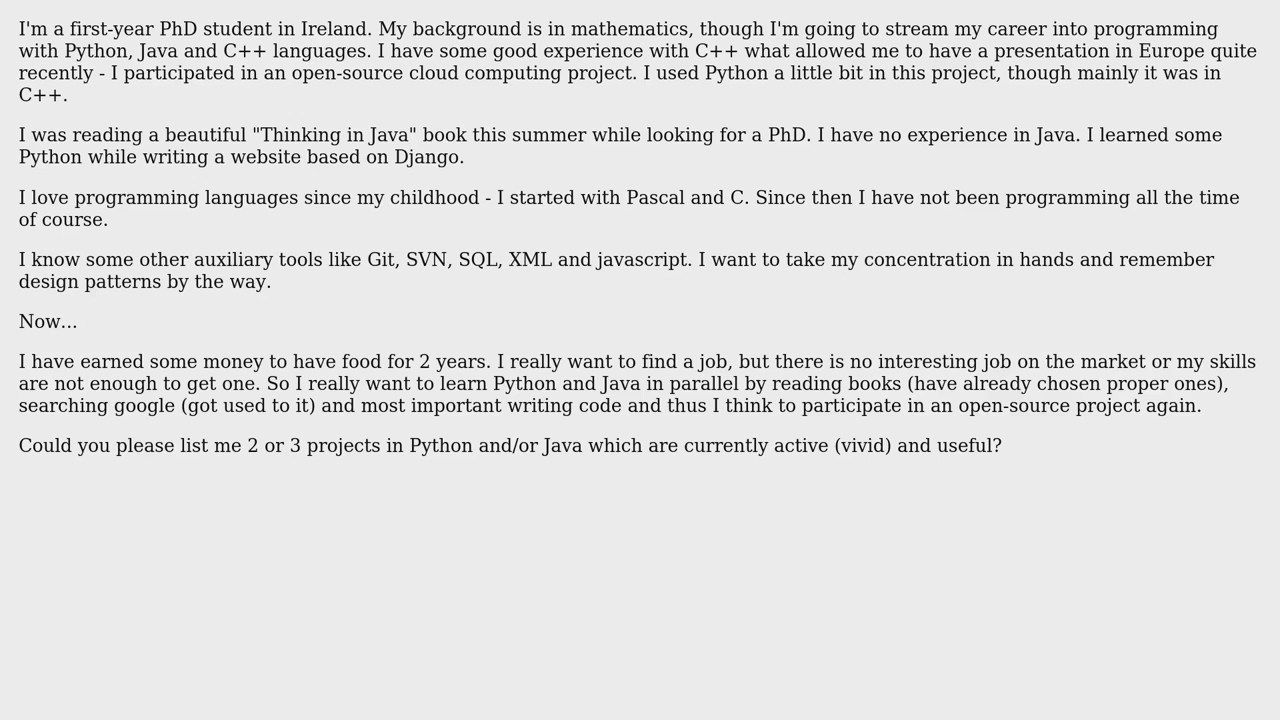 I'm a first-year PhD student in Ireland. My background is in mathematics, though I'm going to stream my career into programming
with Python, Java and C++ languages. I have some good experience with C++ what allowed me to have a presentation in Europe quite
recently - I participated in an open-source cloud computing project. I used Python a little bit in this project, though mainly it was in
C++.
I was reading a beautiful "Thinking in Java" book this summer while looking for a PhD. I have no experience in Java. I learned some
Python while writing a website based on Django.
I love programming languages since my childhood - I started with Pascal and C. Since then I have not been programming all the time
of course.
I know some other auxiliary tools like Git, SVN, SQL, XML and javascript. I want to take my concentration in hands and remember
design patterns by the way.
Now...
I have earned some money to have food for 2 years. I really want to find a job, but there is no interesting job on the market or my skills
are not enough to get one. So I really want to learn Python and Java in parallel by reading books (have already chosen proper ones),
searching google (got used to it) and most important writing code and thus I think to participate in an open-source project again.
Could you please list me 2 or 3 projects in Python and/or Java which are currently active (vivid) and useful?